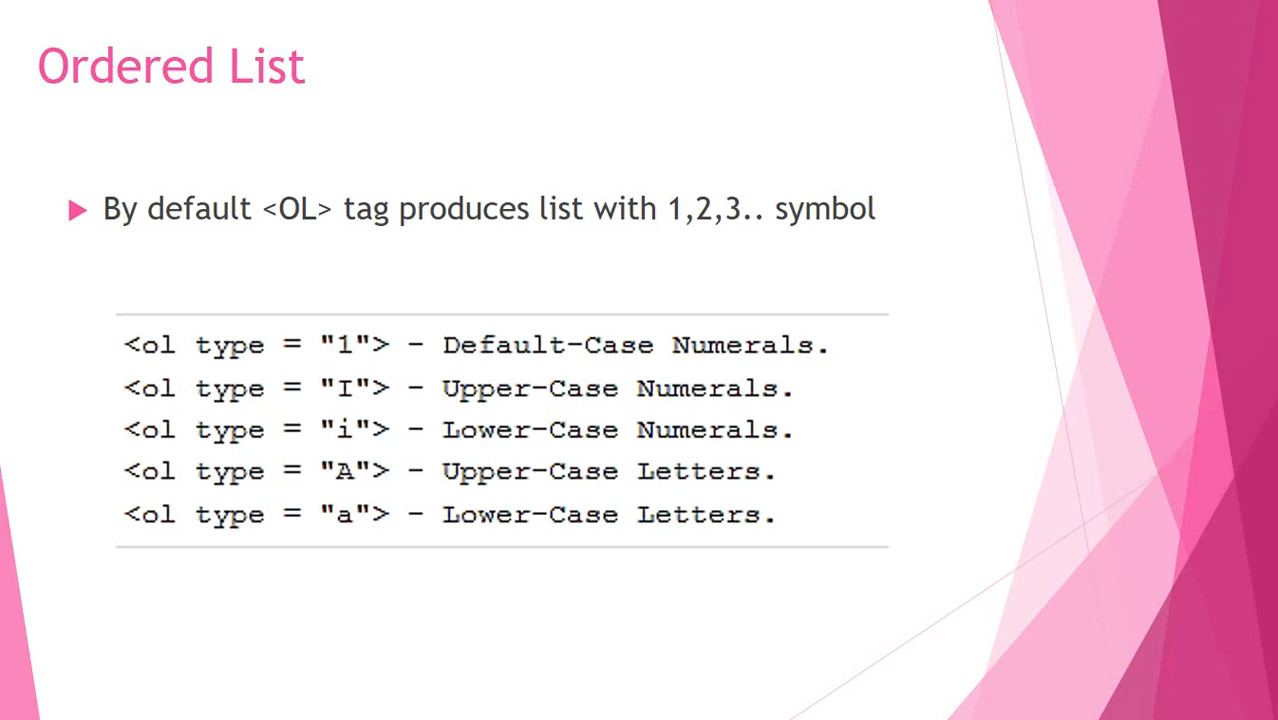 Ordered List
By default <OL> tag produces list with 1,2,3.. symbol
<ol type = "1"> - Default-Case Numerals.
<ol type = "I"> - Upper-Case Numerals.
<ol type = "i"> - Lower-Case Numerals.
<ol type = "A"> - Upper-Case Letters.
<ol type = "a"> - Lower-Case Letters.